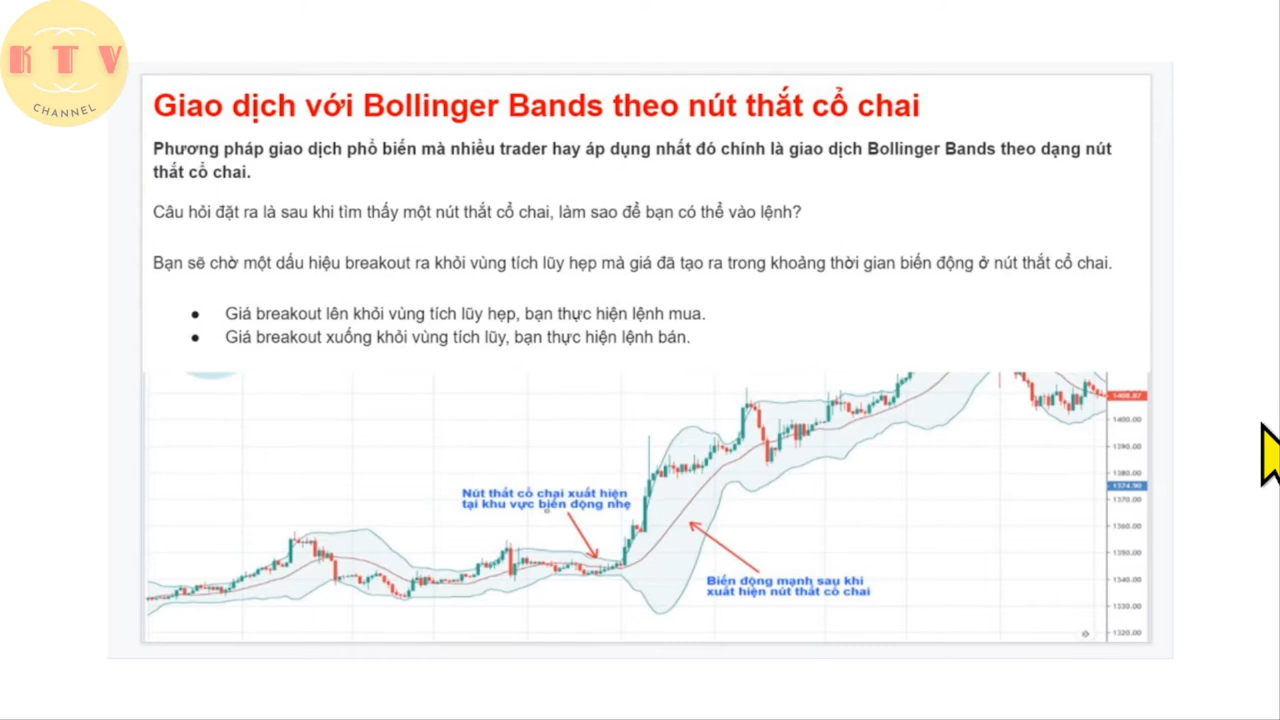 K T V
CHANNEL
Giao dịch với Bollinger Bands theo nút thắt cổ chai
Phương pháp giao dịch phổ biến mà nhiều trader hay áp dụng nhất đó chính là giao dịch Bollinger Bands theo dạng nút
thắt cổ chai.
Câu hỏi đặt ra là sau khi tìm thấy một nút thắt cổ chai, làm sao để bạn có thể vào lệnh?
Bạn sẽ chờ một dấu hiệu breakout ra khỏi vùng tích lũy hẹp mà giá đã tạo ra trong khoảng thời gian biến động ở nút thắt cổ chai.
● Giá breakout lên khỏi vùng tích lũy hẹp, bạn thực hiện lệnh mua.
● Giá breakout xuống khỏi vùng tích lũy, bạn thực hiện lệnh bán.
1408.87
1400.00
1390.00
1380.00
1374.90
1370.00
1360.00
1350.00
1340.00
1330.00
1320.00
Nút thắt cổ chai xuất hiện
tại khu vực biến động nhẹ
Biến động mạnh sau khi
xuất hiện nút thắt cổ chai